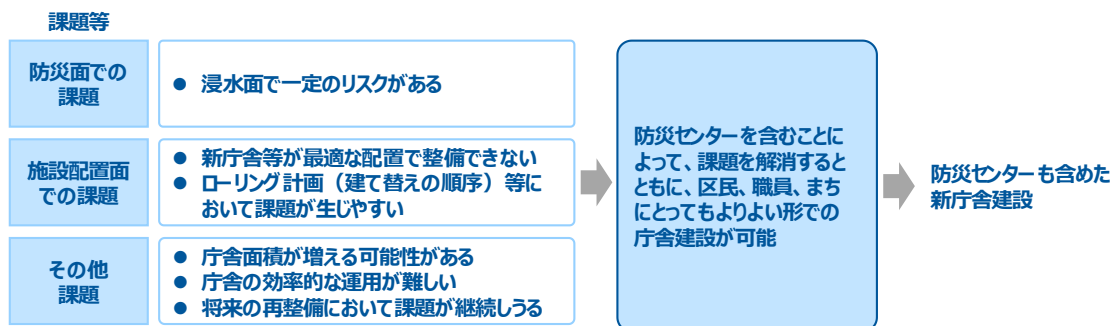 課題等
防災面での
課題
● 浸水面で一定のリスクがある
施設配置面
での課題
● 新庁舎等が最適な配置で整備できない
● ローリング計画（建て替えの順序）等に
おいて課題が生じやすい
その他
課題
● 庁舎面積が増える可能性がある
● 庁舎の効率的な運用が難しい
● 将来の再整備において課題が継続しうる
防災センターを含むことに
よって、課題を解消すると
ともに、区民、職員、まち
にとってもよりよい形での
庁舎建設が可能
防災センターも含めた
新庁舎建設